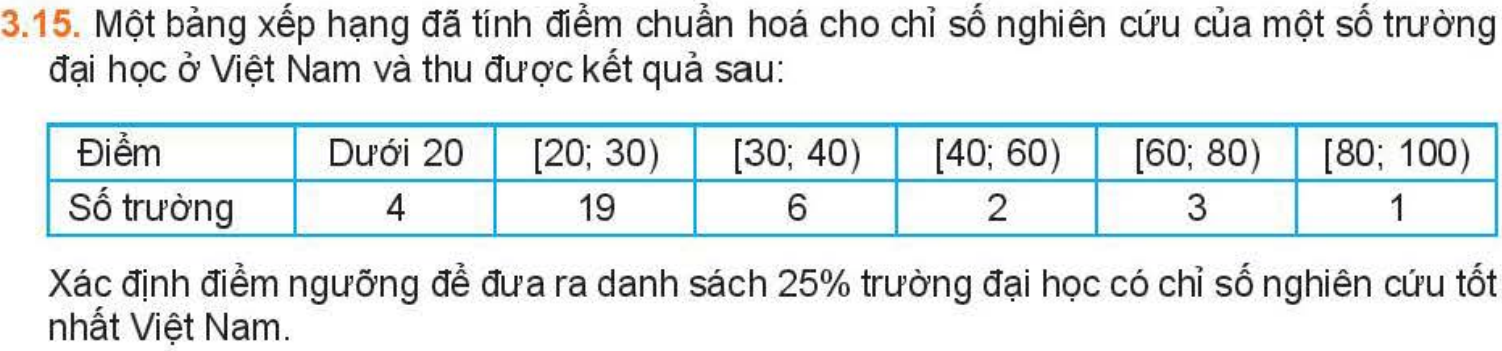 3.15. Một bảng xếp hạng đã tính điểm chuẩn hoá cho chỉ số nghiên cứu của một số trường
đại học ở Việt Nam và thu được kết quả sau:
Điểm Dưới 20 [20; 30) [30; 40) [40; 60) [60; 80) [80; 100)
Số trường 4 19 6 2 3 1
Xác định điểm ngưỡng để đưa ra danh sách 25% trường đại học có chỉ số nghiên cứu tốt
nhất Việt Nam.